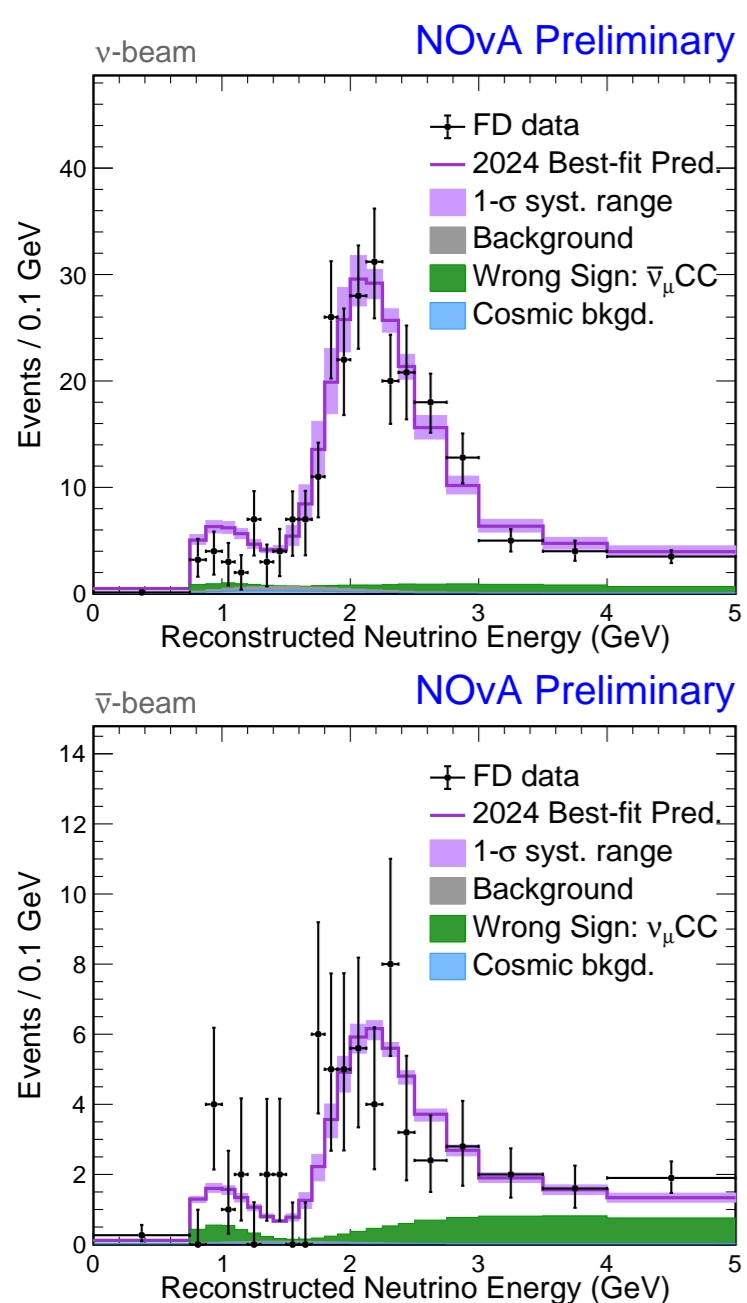 ν-beam
NOνA Preliminary
FD data
2024 Best-fit Pred.
1-σ syst. range
Background
Wrong Sign: ν̅μCC
Cosmic bkgd.
Events / 0.1 GeV
40
30
20
10
0
0 1 2 3 4 5
Reconstructed Neutrino Energy (GeV)
ν̅-beam
NOνA Preliminary
FD data
2024 Best-fit Pred.
1-σ syst. range
Background
Wrong Sign: νμCC
Cosmic bkgd.
Events / 0.1 GeV
14
12
10
8
6
4
2
0
0 1 2 3 4 5
Reconstructed Neutrino Energy (GeV)